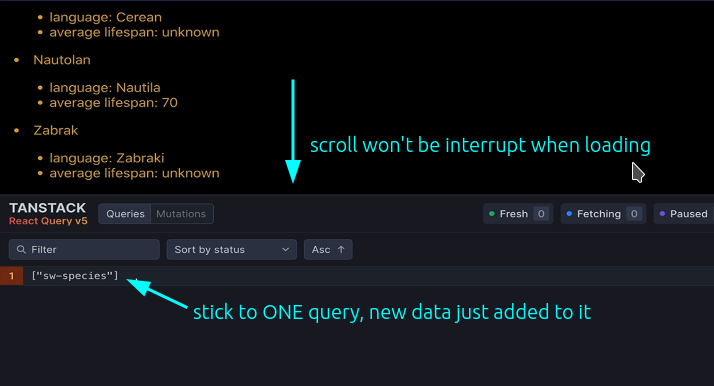 language: Cerean
average lifespan: unknown
Nautolan
language: Nautila
average lifespan: 70
Zabrak
language: Zabraki
average lifespan: unknown
scroll won't be interrupt when loading
TANSTACK
React Query v5
Queries Mutations
Fresh 0 Fetching 0 Paused
Filter Sort by status Asc ↑
1 ["sw-species"]
stick to ONE query, new data just added to it